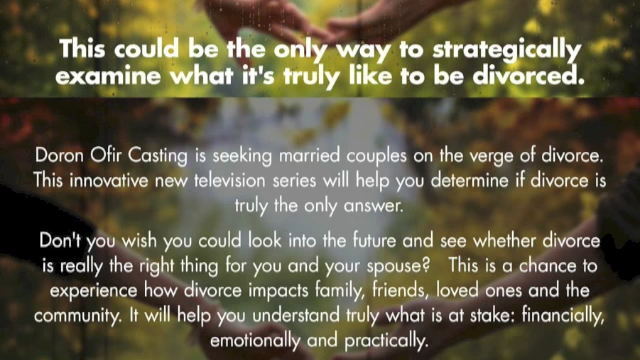 This could be the only way to strategically
examine what it's truly like to be divorced.
Doron Ofir Casting is seeking married couples on the verge of divorce.
This innovative new television series will help you determine if divorce is
truly the only answer.
Don't you wish you could look into the future and see whether divorce
is really the right thing for you and your spouse? This is a chance to
experience how divorce impacts family, friends, loved ones and the
community. It will help you understand truly what is at stake: financially,
emotionally and practically.